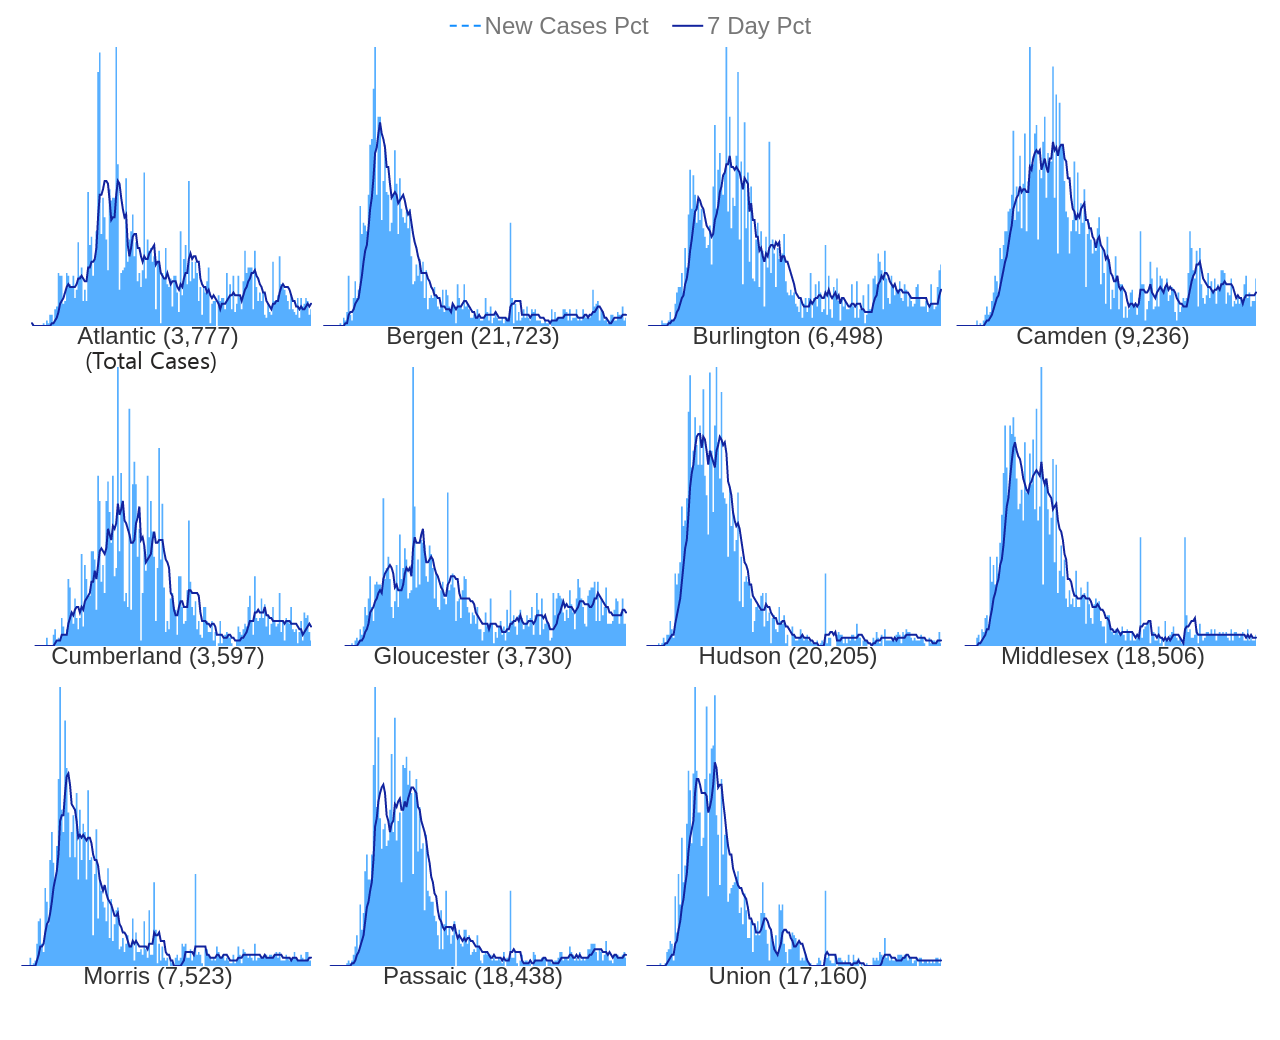 New Cases Pct 7 Day Pct
Atlantic (3,777)
(Total Cases)
Bergen (21,723)
Burlington (6,498)
Camden (9,236)
Cumberland (3,597)
Gloucester (3,730)
Hudson (20,205)
Middlesex (18,506)
Morris (7,523)
Passaic (18,438)
Union (17,160)